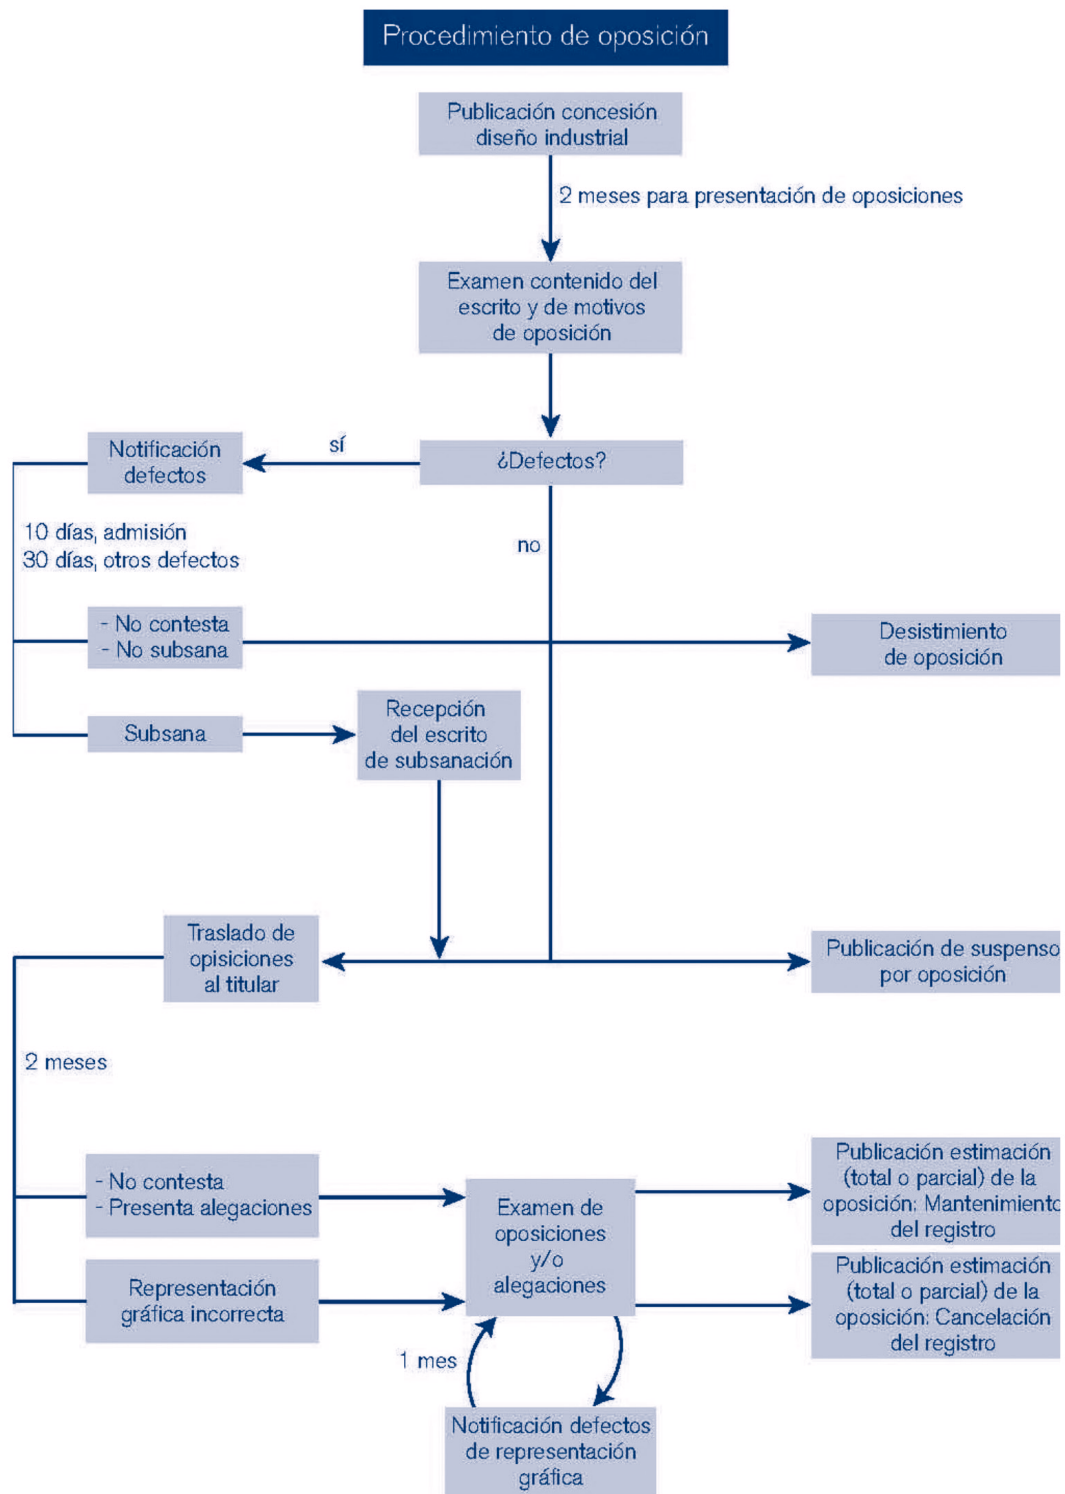 Procedimiento de oposición
Publicación concesión
diseño industrial
2 meses para presentación de oposiciones
Examen contenido del
escrito y de motivos
de oposición
¿Defectos?
sí
Notificación
defectos
10 días, admisión
30 días, otros defectos
no
- No contesta
- No subsana
Desistimiento
de oposición
Subsana
Recepción
del escrito
de subsanación
Traslado de
opisiciones
al titular
Publicación de suspenso
por oposición
2 meses
- No contesta
- Presenta alegaciones
Representación
gráfica incorrecta
Examen de
oposiciones
y/o
alegaciones
Publicación estimación
(total o parcial) de la
oposición: Mantenimiento
del registro
Publicación estimación
(total o parcial) de la
oposición: Cancelación
del registro
1 mes
Notificación defectos
de representación
gráfica